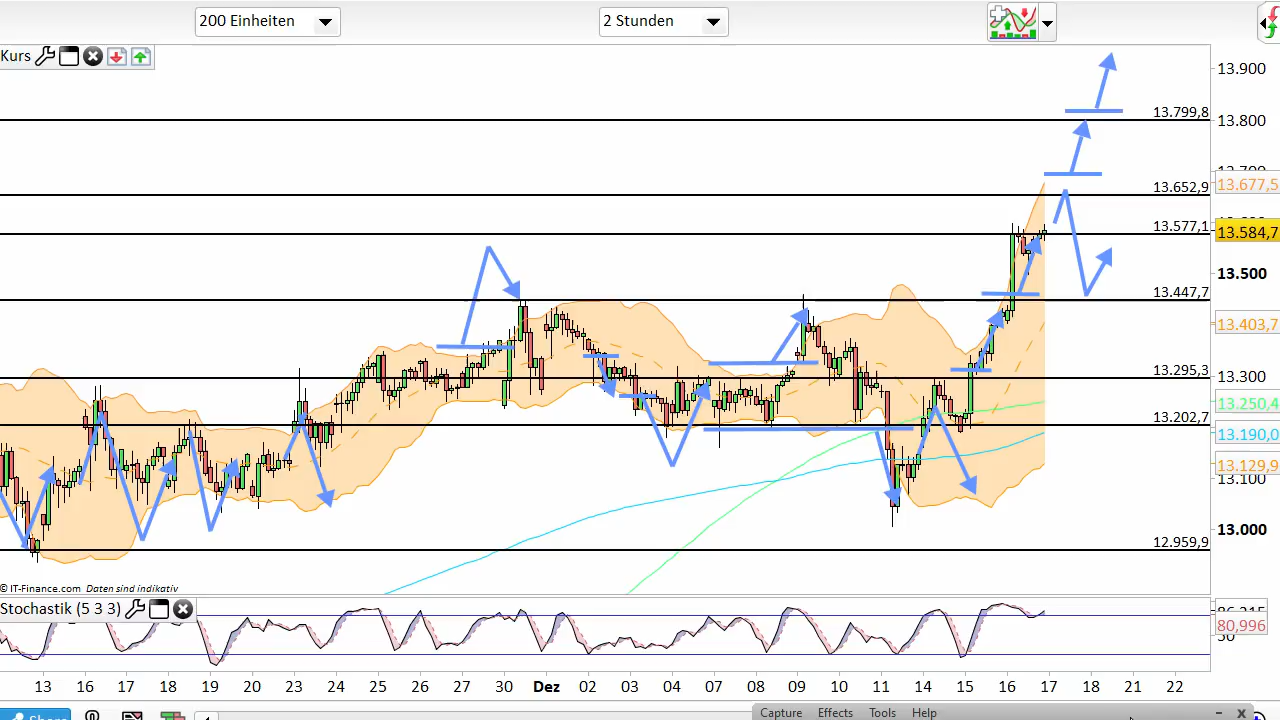 200 Einheiten
2 Stunden
Kurs
13.900
13.799,8
13.800
13.677,5
13.652,9
13.577,1
13.584,7
13.500
13.447,7
13.403,7
13.295,3
13.300
13.250,4
13.202,7
13.190,0
13.129,9
13.100
13.000
12.959,9
© IT-Finance.com Daten sind indikativ
Stochastik (5 3 3)
80,996
13 16 17 18 19 20 23 24 25 26 27 30 Dez 02 03 04 07 08 09 10 11 14 15 16 17 18 21 22
Share
Capture Effects Tools Help